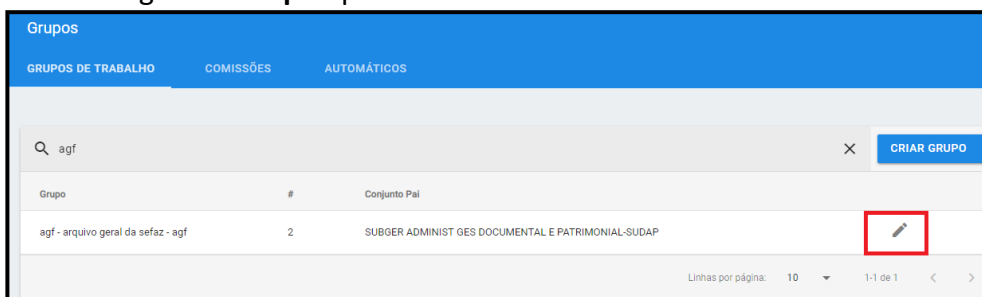 Grupos
GRUPOS DE TRABALHO COMISSÕES AUTOMÁTICOS
agf CRIAR GRUPO
Grupo # Conjunto Pai
agf - arquivo geral da sefaz - agf 2 SUBGER ADMINIST GES DOCUMENTAL E PATRIMONIAL-SUDAP
Linhas por página: 10 1-1 de 1